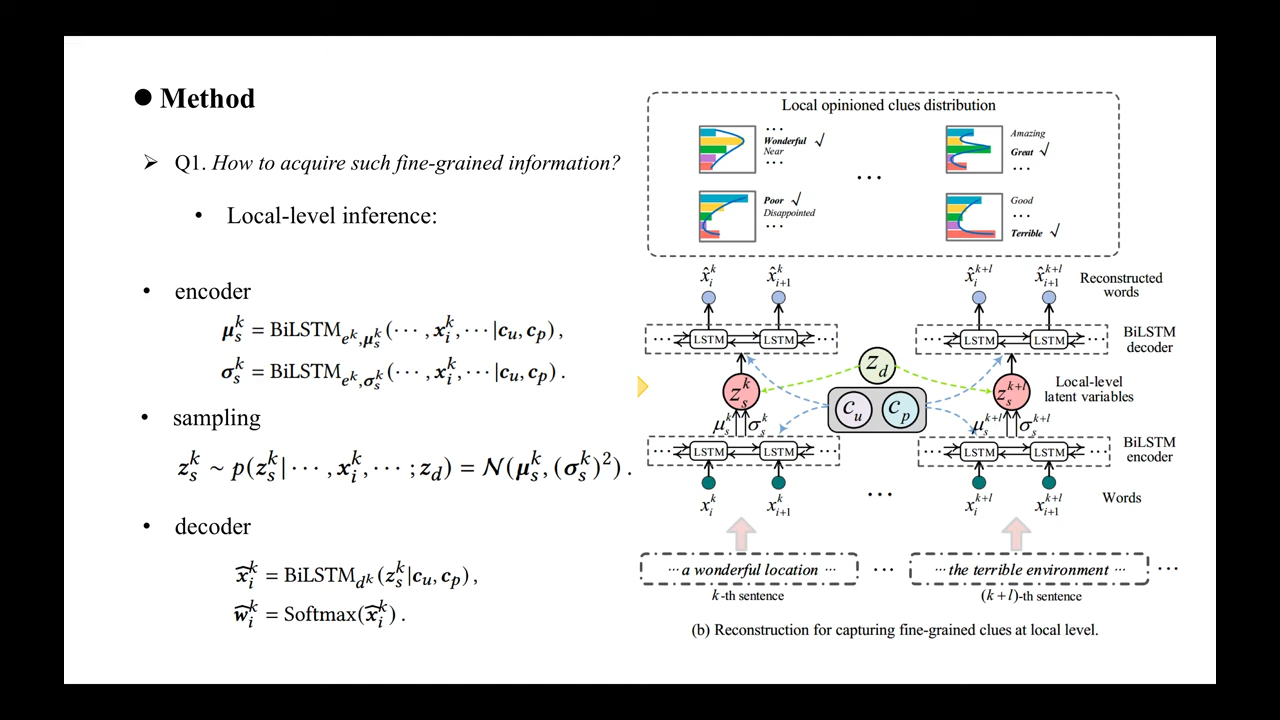 ● Method
➢ Q1. How to acquire such fine-grained information?
• Local-level inference:
• encoder
μ_s^k = BiLSTM_{e^k,μ_s^k}(··· , x_i^k, ···|c_u, c_p) ,
σ_s^k = BiLSTM_{e^k,σ_s^k}(··· , x_i^k, ···|c_u, c_p) .
• sampling
z_s^k ∼ p(z_s^k| ··· , x_i^k, ··· ; z_d) = N(μ_s^k, (σ_s^k)^2) .
• decoder
x̂_i^k = BiLSTM_{d^k}(z_s^k|c_u, c_p) ,
ŵ_i^k = Softmax(x̂_i^k) .
Local opinioned clues distribution
···
Wonderful √
Near
···
Poor √
Disappointed
···
···
Amazing
Great √
···
Good
···
Terrible √
x̂_i^k x̂_{i+1}^k x̂_i^{k+l} x̂_{i+1}^{k+l}
Reconstructed
words
··· LSTM LSTM ··· ··· LSTM LSTM ···
BiLSTM
decoder
z_d
z_s^k c_u c_p z_s^{k+l}
Local-level
latent variables
μ_s^k σ_s^k μ_s^{k+l} σ_s^{k+l}
··· LSTM LSTM ··· ··· LSTM LSTM ···
BiLSTM
encoder
x_i^k x_{i+1}^k ··· x_i^{k+l} x_{i+1}^{k+l}
Words
··· a wonderful location ··· ··· ··· the terrible environment ··· ···
k-th sentence (k+l)-th sentence
(b) Reconstruction for capturing fine-grained clues at local level.